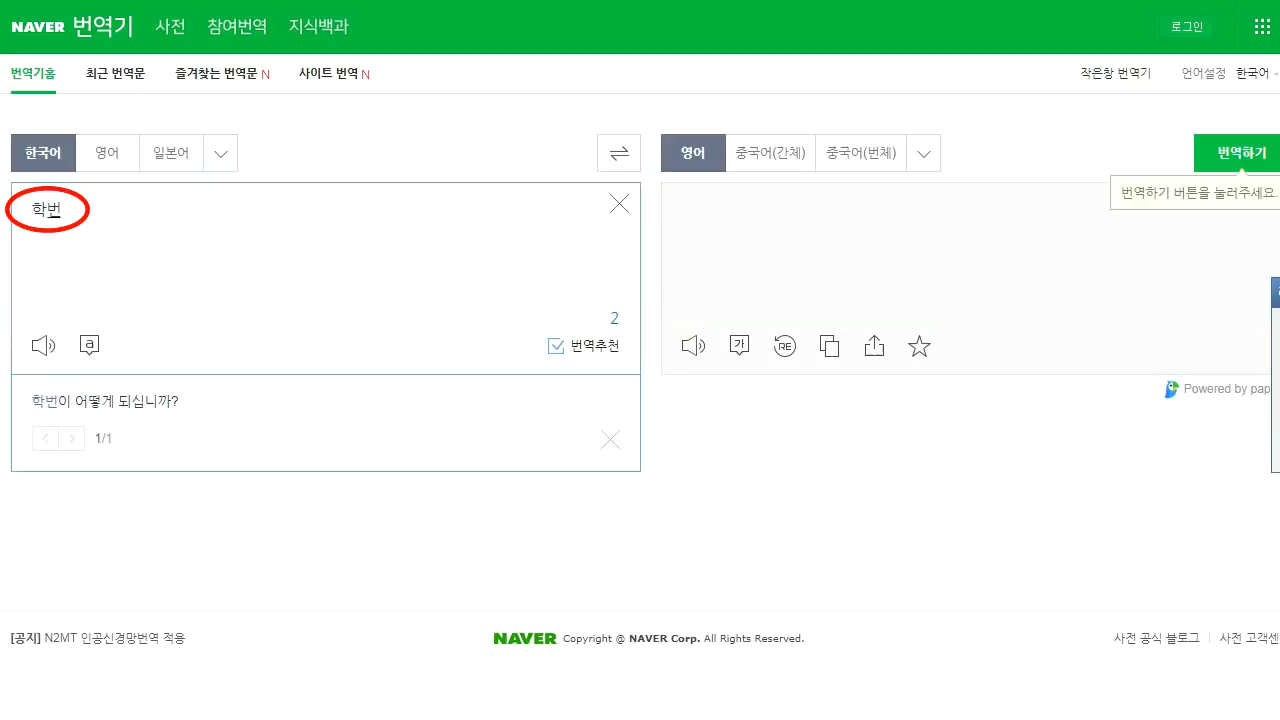 NAVER 번역기 사전 참여번역 지식백과 로그인
번역기홈 최근 번역문 즐겨찾는 번역문 N 사이트 번역 N 작은창 번역기 언어설정 한국어
한국어 영어 일본어 영어 중국어(간체) 중국어(번체) 번역하기
번역하기 버튼을 눌러주세요.
학번
2
a 번역추천 가 RE
Powered by pap
학번이 어떻게 되십니까?
1/1
[공지] N2MT 인공신경망번역 적용 NAVER Copyright @ NAVER Corp. All Rights Reserved. 사전 공식 블로그 사전 고객센